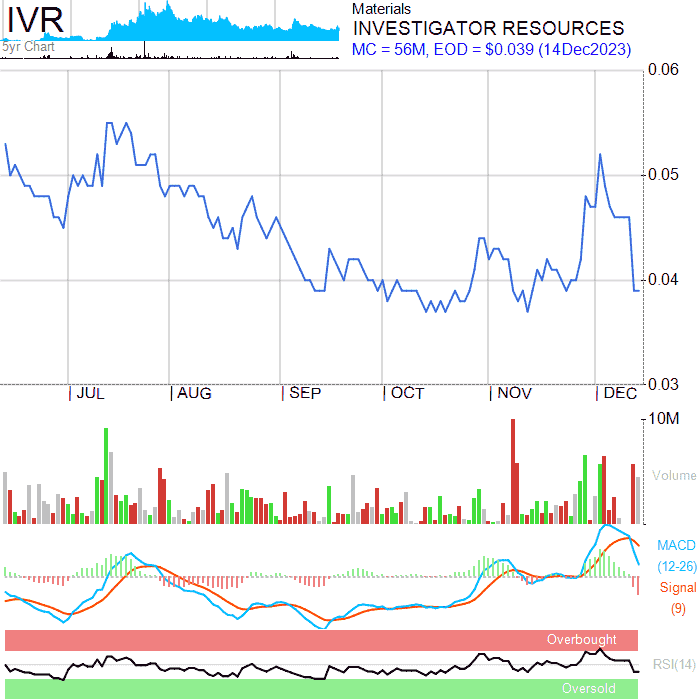 IVR
5yr Chart
Materials
INVESTIGATOR RESOURCES
MC = 56M, EOD = $0.039 (14Dec2023)
0.06
0.05
0.04
0.03
JUL AUG SEP OCT NOV DEC
10M
Volume
MACD
(12-26)
Signal
(9)
Overbought
RSI(14)
Oversold